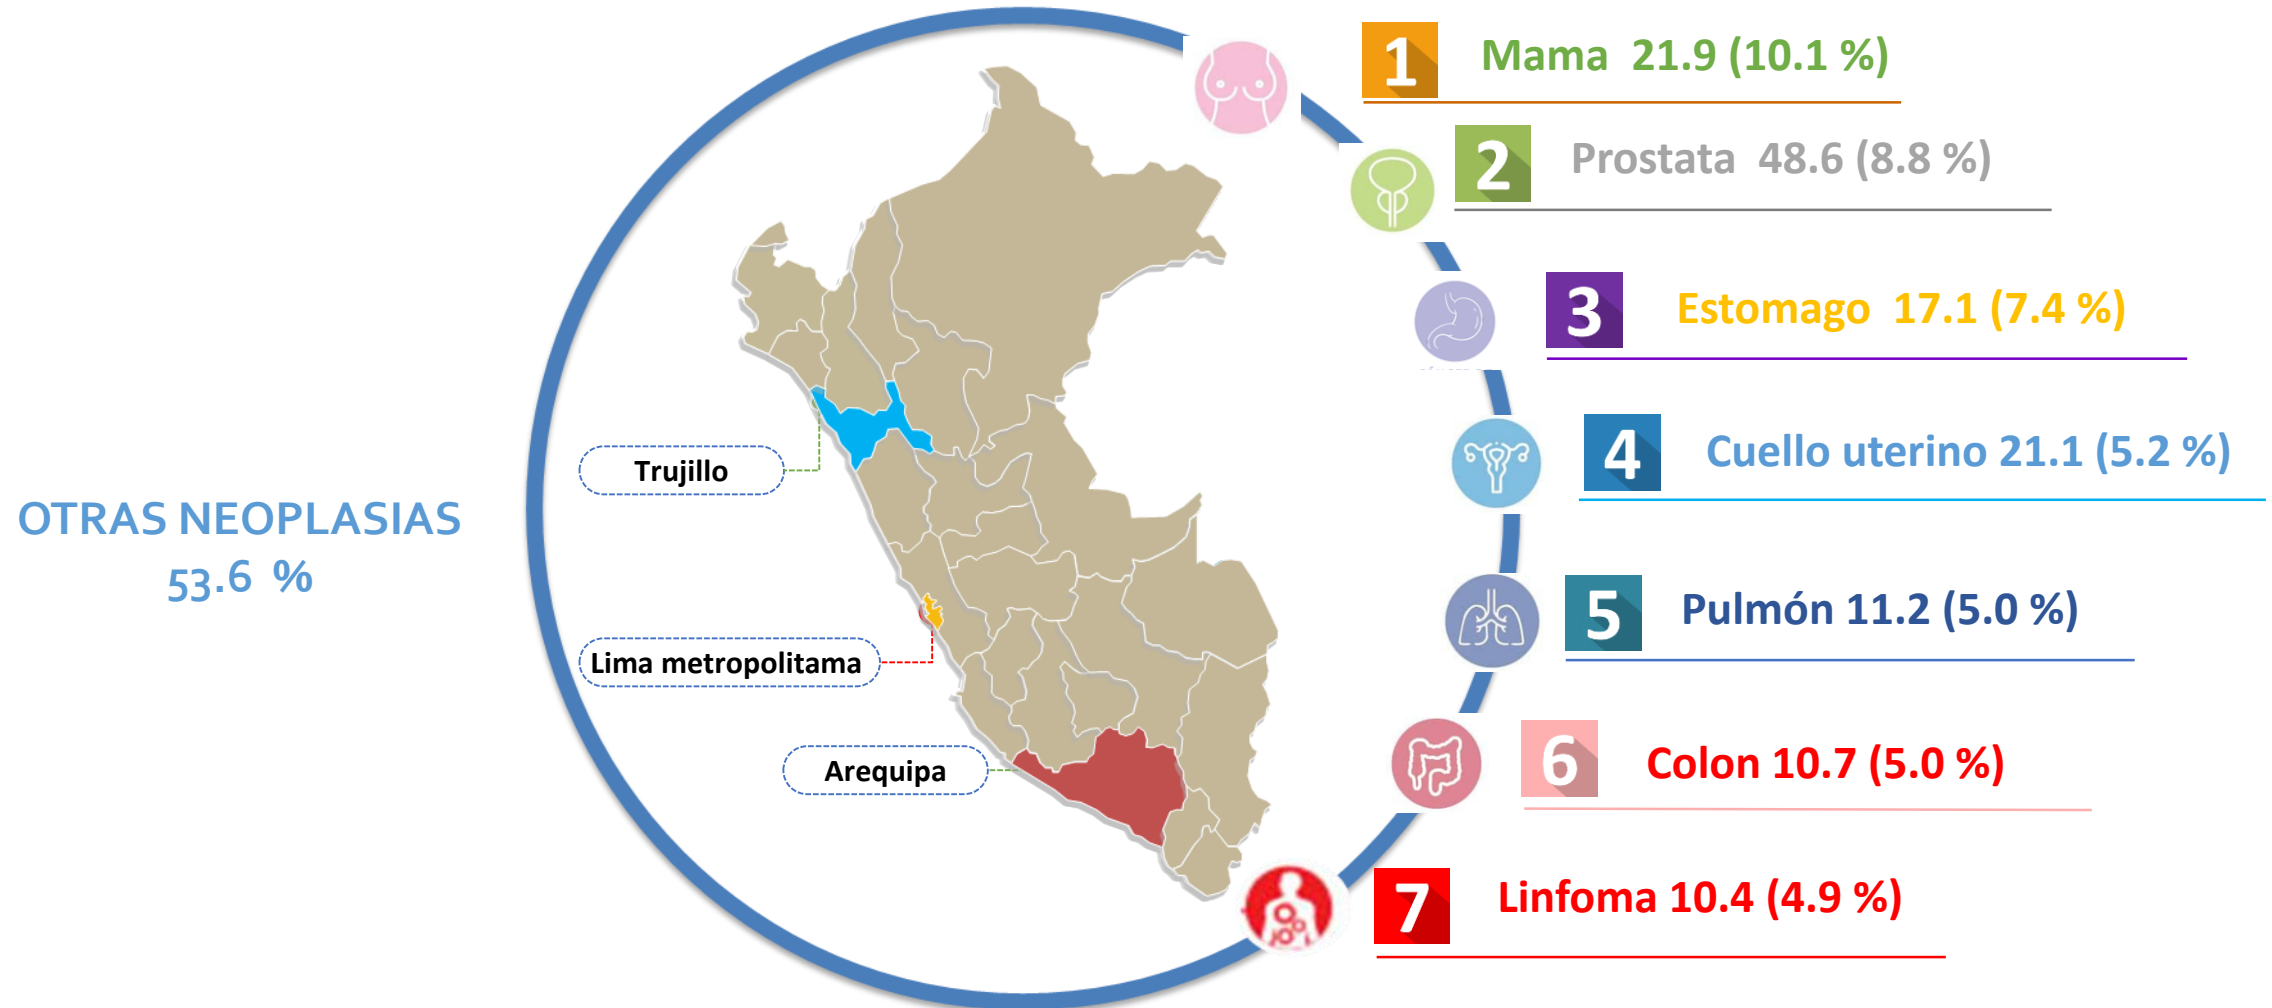 1 Mama 21.9 (10.1 %)
2 Prostata 48.6 (8.8 %)
3 Estomago 17.1 (7.4 %)
4 Cuello uterino 21.1 (5.2 %)
5 Pulmón 11.2 (5.0 %)
6 Colon 10.7 (5.0 %)
7 Linfoma 10.4 (4.9 %)
Trujillo
Lima metropolitama
Arequipa
OTRAS NEOPLASIAS
53.6 %